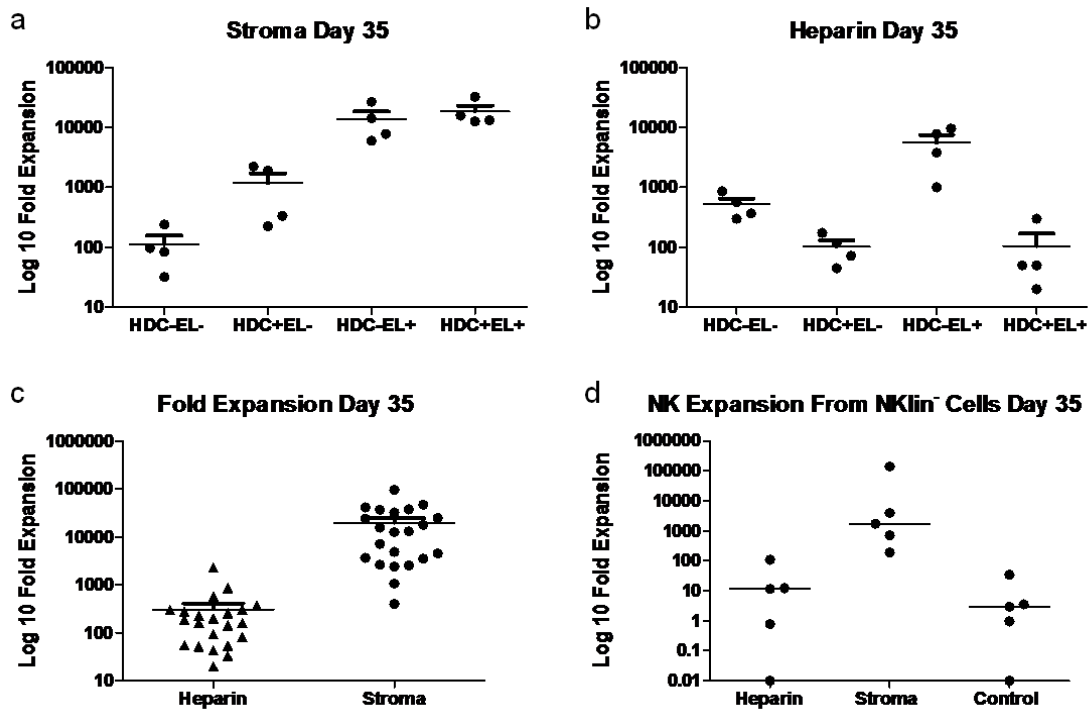 a
Stroma Day 35
Log 10 Fold Expansion
100000
10000
1000
100
10
HDC-EL-
HDC+EL-
HDC-EL+
HDC+EL+
b
Heparin Day 35
Log 10 Fold Expansion
100000
10000
1000
100
10
HDC-EL-
HDC+EL-
HDC-EL+
HDC+EL+
c
Fold Expansion Day 35
Log 10 Fold Expansion
1000000
100000
10000
1000
100
10
Heparin
Stroma
d
NK Expansion From NKlin⁻ Cells Day 35
Log 10 Fold Expansion
1000000
100000
10000
1000
100
10
1
0.1
0.01
Heparin
Stroma
Control